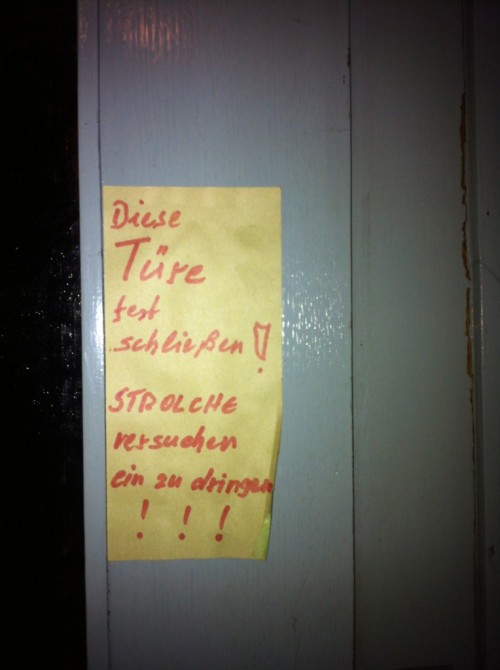 Diese
Türe
fest
schließen!
STROLCHE
versuchen
ein zu dringen
! ! !